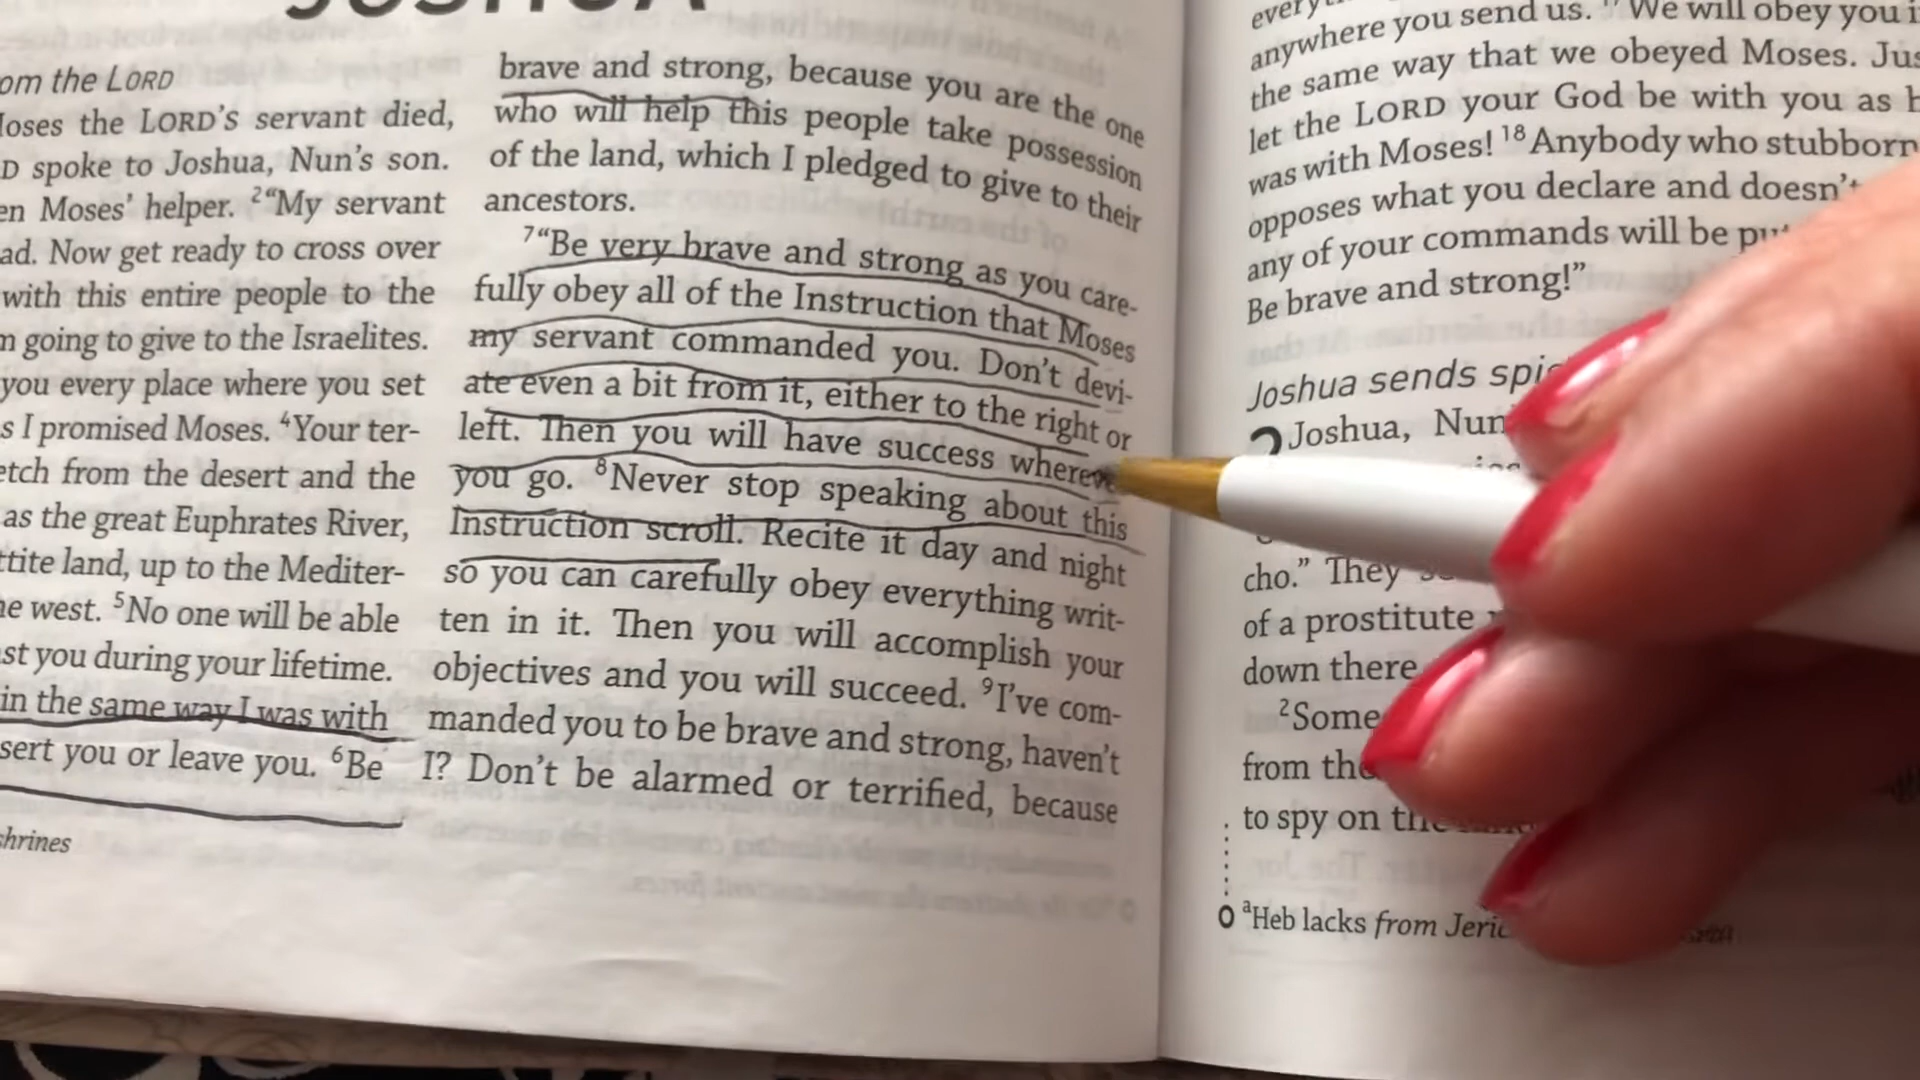 JOSHUA
om the LORD
Moses the LORD'S servant died,
D spoke to Joshua, Nun's son.
en Moses' helper. 2“My servant
ad. Now get ready to cross over
with this entire people to the
m going to give to the Israelites.
you every place where you set
s I promised Moses. 4Your ter-
etch from the desert and the
as the great Euphrates River,
ttite land, up to the Mediter-
he west. 5No one will be able
st you during your lifetime.
in the same way I was with
sert you or leave you. 6Be
shrines
brave and strong, because you are the one
who will help this people take possession
of the land, which I pledged to give to their
ancestors.
7“Be very brave and strong as you care-
fully obey all of the Instruction that Moses
my servant commanded you. Don't devi-
ate even a bit from it, either to the right or
left. Then you will have success where
you go. 8Never stop speaking about this
Instruction scroll. Recite it day and night
so you can carefully obey everything writ-
ten in it. Then you will accomplish your
objectives and you will succeed. 9I've com-
manded you to be brave and strong, haven't
I? Don't be alarmed or terrified, because
every
anywhere you send us. 17We will obey you i
the same way that we obeyed Moses. Jus
let the LORD your God be with you as h
was with Moses! 18Anybody who stubborn
opposes what you declare and doesn't
any of your commands will be pu
Be brave and strong!”
Joshua sends spi
2 Joshua, Nun
cho.” They
of a prostitute
down there
2Some
from the
to spy on the
aHeb lacks from Jeric